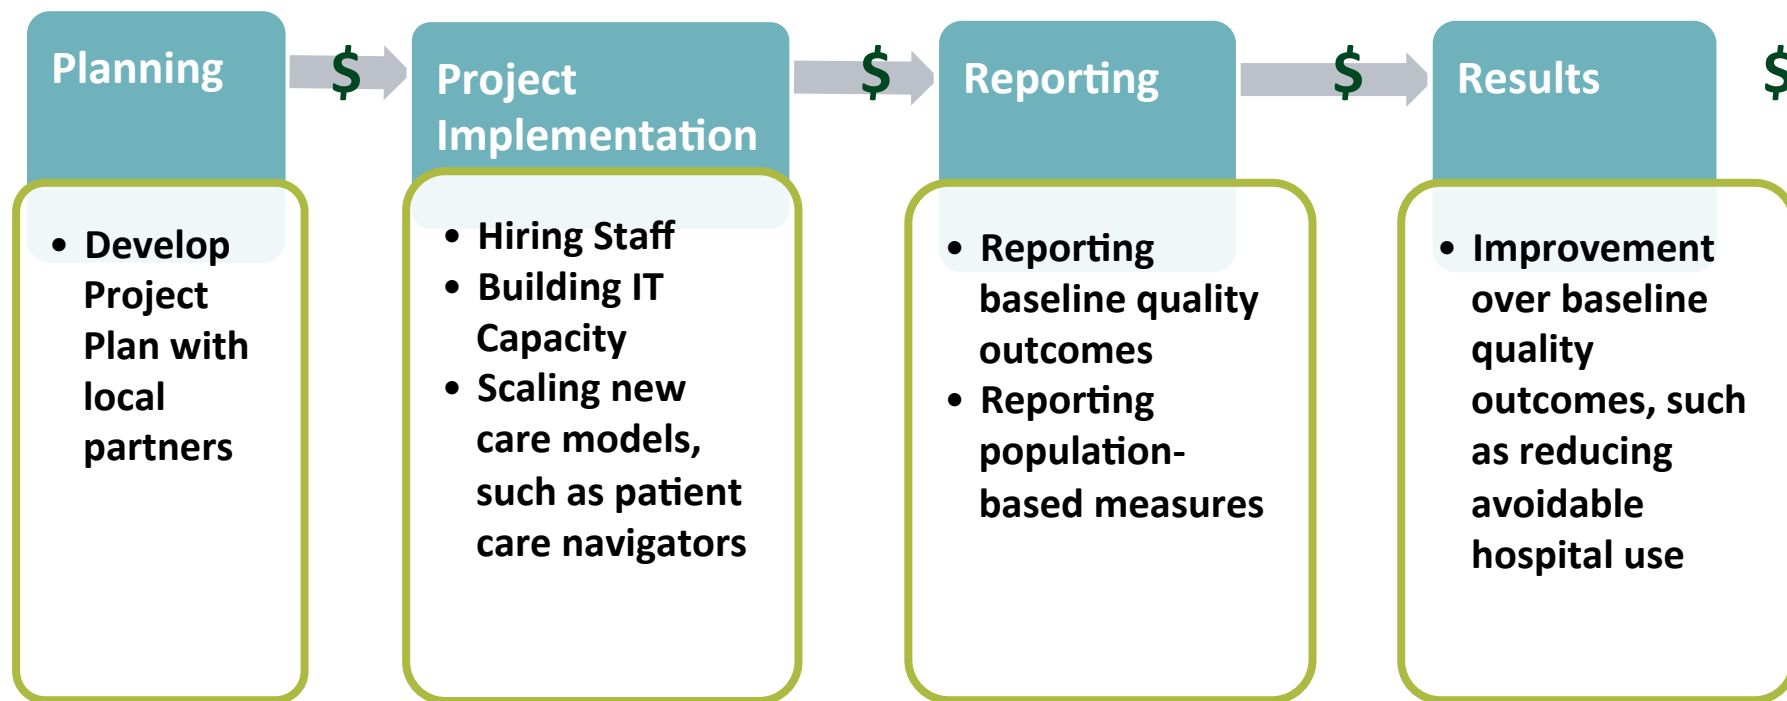 Planning
$
Project
Implementation
$
Reporting
$
Results
$
• Develop
Project
Plan with
local
partners
• Hiring Staff
• Building IT
Capacity
• Scaling new
care models,
such as patient
care navigators
• Reporting
baseline quality
outcomes
• Reporting
population-
based measures
• Improvement
over baseline
quality
outcomes, such
as reducing
avoidable
hospital use